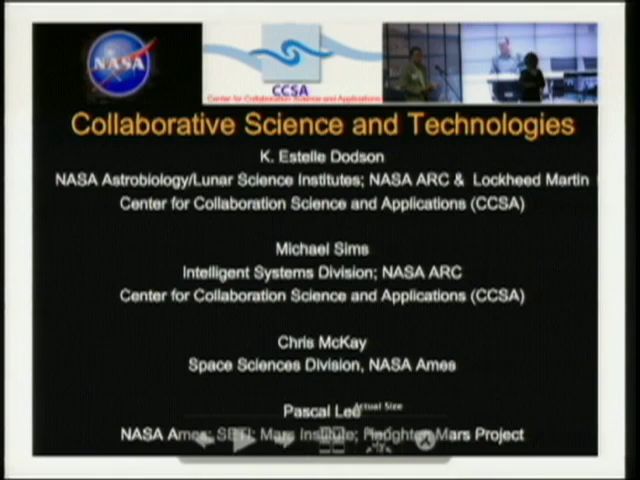 NASA
CCSA
Center for Collaboration Science and Applications
Collaborative Science and Technologies
K. Estelle Dodson
NASA Astrobiology/Lunar Science Institutes; NASA ARC & Lockheed Martin
Center for Collaboration Science and Applications (CCSA)
Michael Sims
Intelligent Systems Division; NASA ARC
Center for Collaboration Science and Applications (CCSA)
Chris McKay
Space Sciences Division, NASA Ames
Pascal Lee
Actual Size
NASA Ames; SETI; Mars Institute; Haughton Mars Project